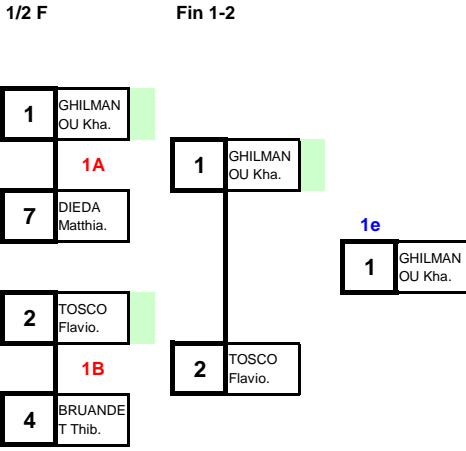 1/2 F
Fin 1-2
1
GHILMAN
OU Kha.
1A
7
DIEDA
Matthia.
2
TOSCO
Flavio.
1B
4
BRUANDE
T Thib.
1
GHILMAN
OU Kha.
2
TOSCO
Flavio.
1e
1
GHILMAN
OU Kha.